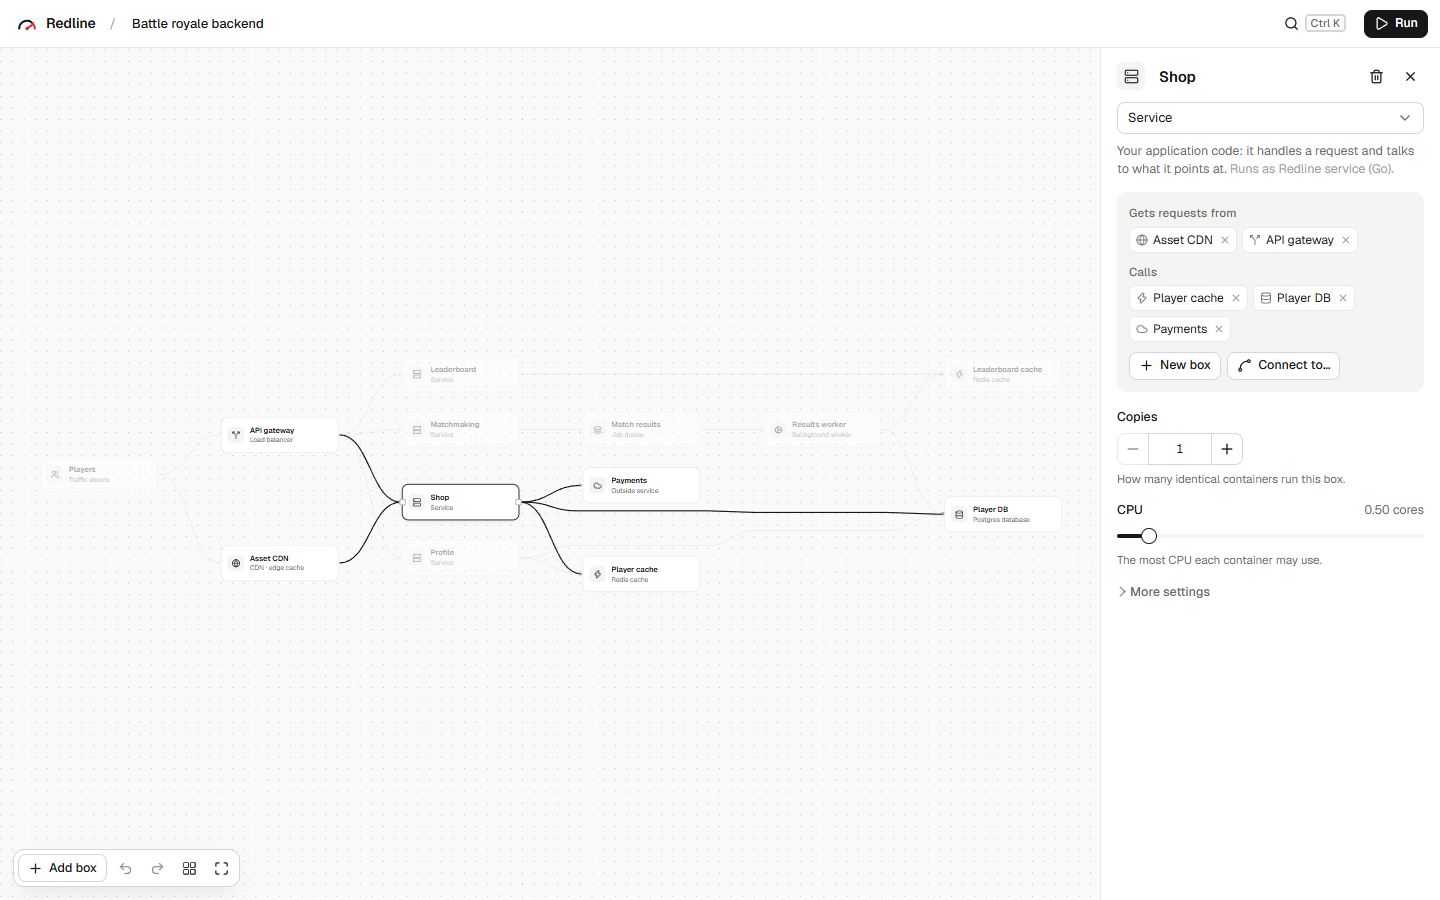 Redline / Battle royale backend
Ctrl K
Run
Shop
Service
Your application code: it handles a request and talks
to what it points at. Runs as Redline service (Go).
Gets requests from
Asset CDN
API gateway
Calls
Player cache
Player DB
Payments
New box
Connect to...
Copies
1
How many identical containers run this box.
CPU
0.50 cores
The most CPU each container may use.
More settings
Players
Traffic source
API gateway
Load balancer
Asset CDN
CDN · edge cache
Leaderboard
Service
Matchmaking
Service
Shop
Service
Profile
Service
Match results
Job queue
Payments
Outside service
Player cache
Redis cache
Results worker
Background worker
Leaderboard cache
Redis cache
Player DB
Postgres database
Add box